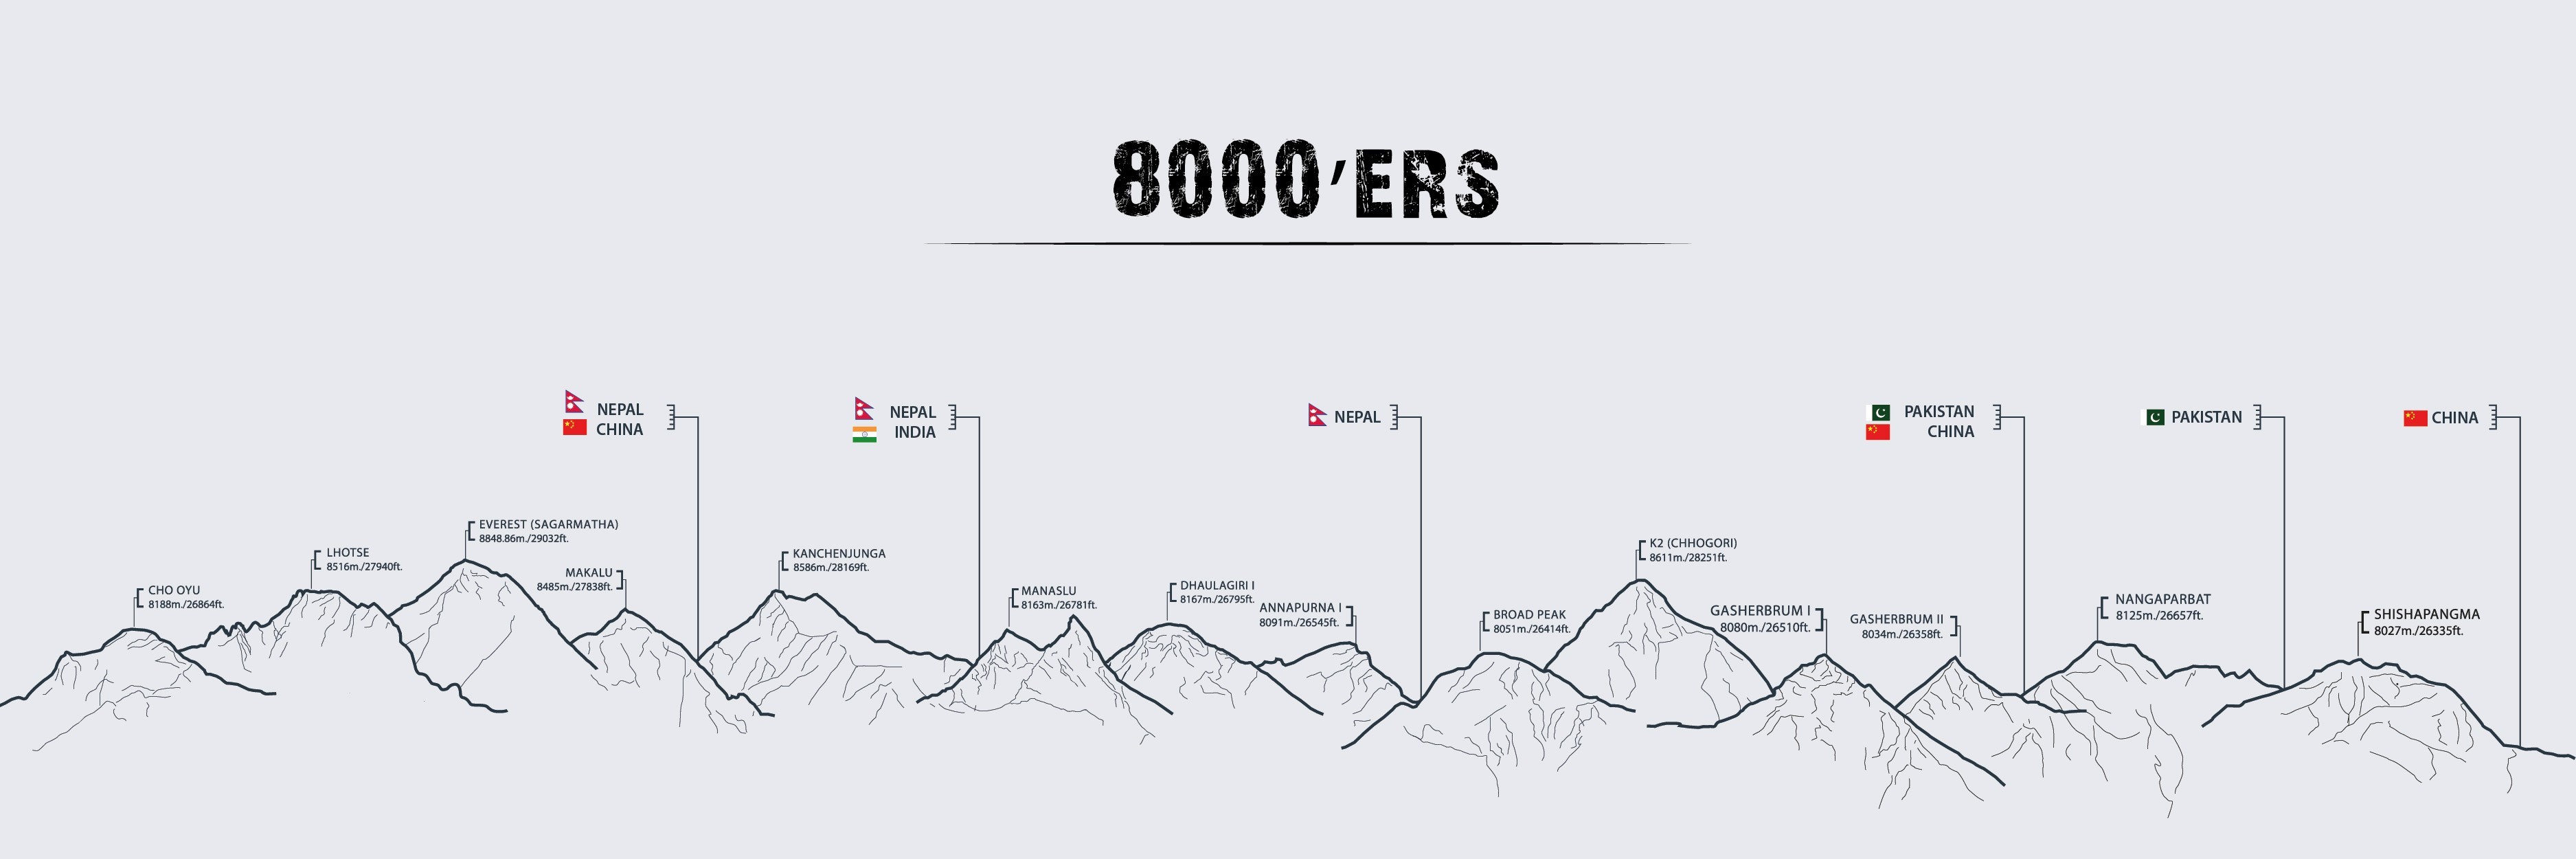 8000'ERS
NEPAL
CHINA
NEPAL
INDIA
NEPAL
PAKISTAN
CHINA
PAKISTAN
CHINA
CHO OYU
8188m./26864ft.
LHOTSE
8516m./27940ft.
EVEREST (SAGARMATHA)
8848.86m./29032ft.
MAKALU
8485m./27838ft.
KANCHENJUNGA
8586m./28169ft.
MANASLU
8163m./26781ft.
DHAULAGIRI I
8167m./26795ft.
ANNAPURNA I
8091m./26545ft.
BROAD PEAK
8051m./26414ft.
K2 (CHHOGORI)
8611m./28251ft.
GASHERBRUM I
8080m./26510ft.
GASHERBRUM II
8034m./26358ft.
NANGAPARBAT
8125m./26657ft.
SHISHAPANGMA
8027m./26335ft.